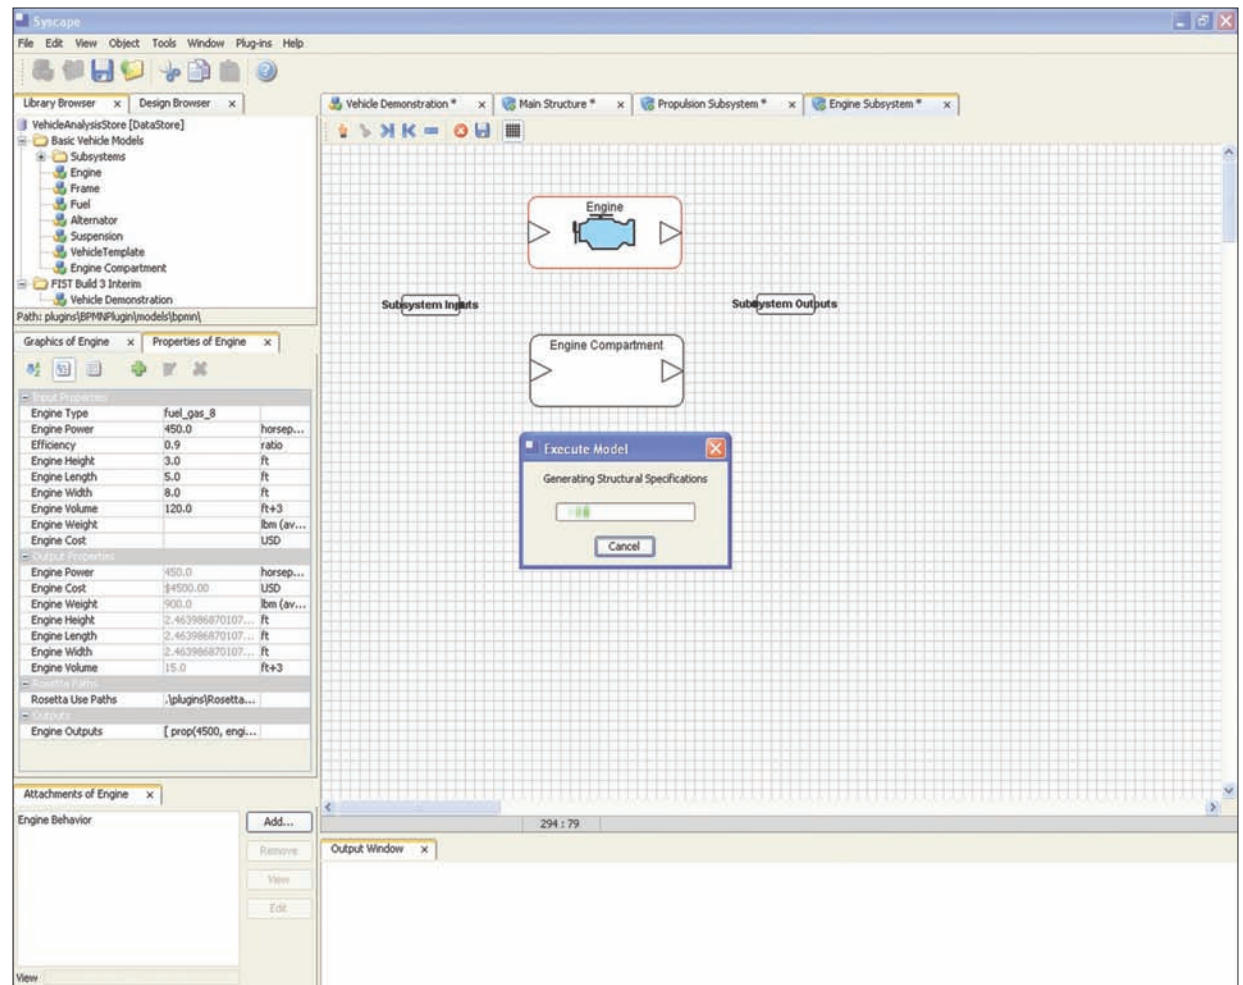 Syscape
File Edit View Object Tools Window Plug-ins Help
Library Browser x Design Browser x
VehicleAnalysisStore [DataStore]
Basic Vehicle Models
Subsystems
Engine
Frame
Fuel
Alternator
Suspension
VehicleTemplate
Engine Compartment
FIST Build 3 Interim
Vehicle Demonstration
Path: plugins\BPMNPlugin\models\bpmn\
Graphics of Engine x Properties of Engine x
Input Properties
Engine Type fuel_gas_8
Engine Power 450.0 horsep...
Efficiency 0.9 ratio
Engine Height 3.0 ft
Engine Length 5.0 ft
Engine Width 8.0 ft
Engine Volume 120.0 ft+3
Engine Weight lbm (av...
Engine Cost USD
Output Properties
Engine Power 450.0 horsep...
Engine Cost $4500.00 USD
Engine Weight 900.0 lbm (av...
Engine Height 2.463986870107... ft
Engine Length 2.463986870107... ft
Engine Width 2.463986870107... ft
Engine Volume 15.0 ft+3
Rosetta Paths
Rosetta Use Paths .\plugins\Rosetta...
Outputs
Engine Outputs [ prop(4500, engi...
Attachments of Engine x
Engine Behavior
Add...
Remove
View
Edit
View
Vehicle Demonstration * x Main Structure * x Propulsion Subsystem * x Engine Subsystem * x
Engine
Subsystem Inputs
Subsystem Outputs
Engine Compartment
Execute Model
Generating Structural Specifications
Cancel
294 : 79
Output Window x